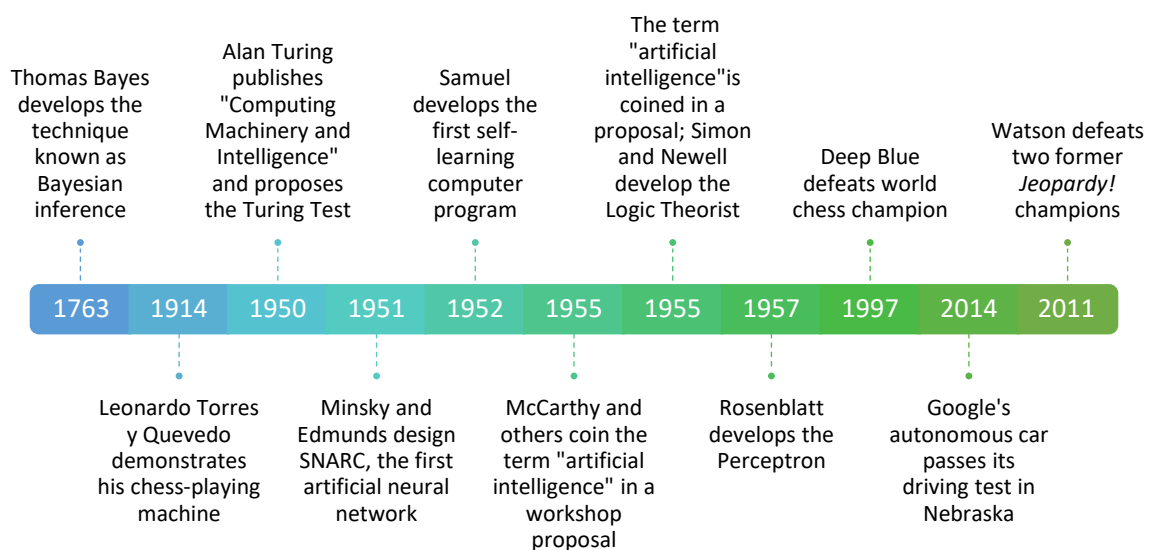 Thomas Bayes
develops the
technique
known as
Bayesian
inference
Alan Turing
publishes
"Computing
Machinery and
Intelligence"
and proposes
the Turing Test
Samuel
develops the
first self-
learning
computer
program
The term
"artificial
intelligence"is
coined in a
proposal; Simon
and Newell
develop the
Logic Theorist
Deep Blue
defeats world
chess champion
Watson defeats
two former
Jeopardy!
champions
1763 1914 1950 1951 1952 1955 1955 1957 1997 2014 2011
Leonardo Torres
y Quevedo
demonstrates
his chess-playing
machine
Minsky and
Edmunds design
SNARC, the first
artificial neural
network
McCarthy and
others coin the
term "artificial
intelligence" in a
workshop
proposal
Rosenblatt
develops the
Perceptron
Google's
autonomous car
passes its
driving test in
Nebraska